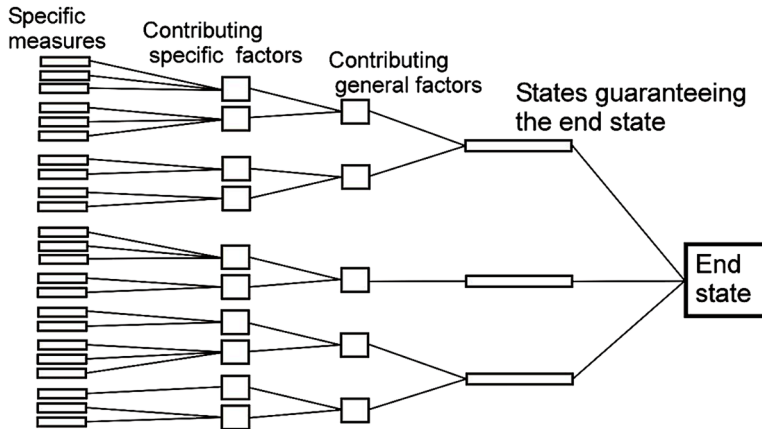 Specific
measures
Contributing
specific factors
Contributing
general factors
States guaranteeing
the end state
End
state